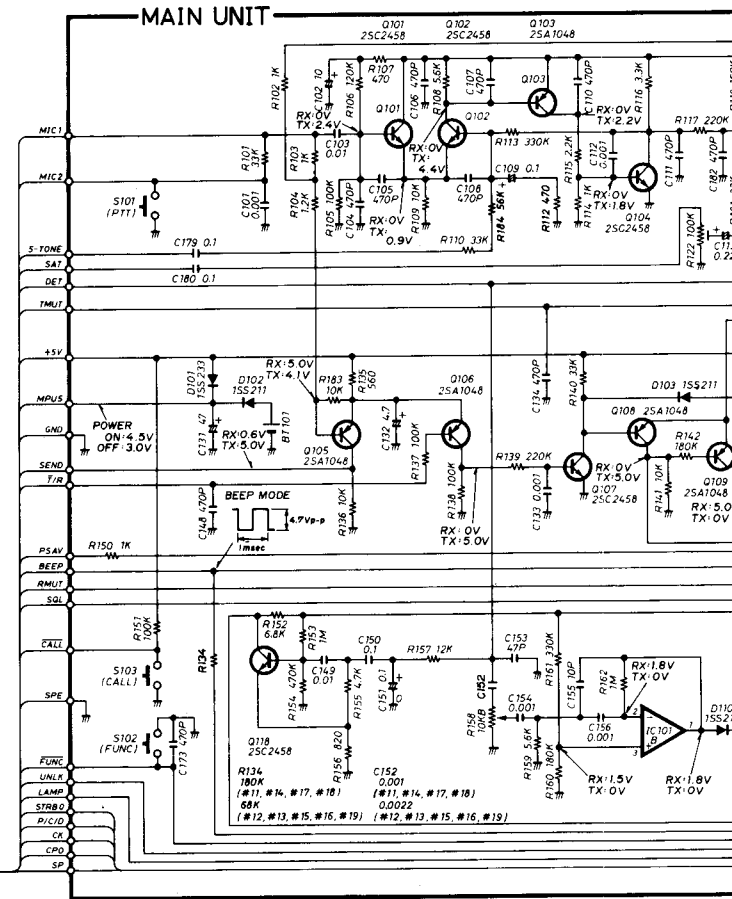 MAIN UNIT
Q101
2SC2458
Q102
2SC2458
Q103
2SA1048
R102 1K
C102 10
R106 120K
R107
470
C106 470P
R108 5.6K
C107
470P
Q103
C110 470P
R116 3.3K
Q101
Q102
RX:0V
TX:2.4V
RX:0V
TX:2.2V
MIC1
C103
0.01
RX:0V
TX:
4.4V
R113 330K
R117 220K
R101
33K
R103
1K
R115 2.2K
C112
0.001
C111 470P
C182 470P
MIC2
S101
(PTT)
C101
0.001
R104
1.2K
R105 100K
C104 470P
C105
470P
R109 10K
C108
470P
C109 0.1
R184 56K
R112 470
RX:0V
TX:1.8V
Q104
2SC2458
RX:0V
TX:
0.9V
R110 33K
R122 100K
0.22
5-TONE
C179 0.1
SAT
C180 0.1
DET
TMUT
+5V
D101
1SS233
D102
1SS211
RX:5.0V
TX:4.1V
R183
10K
R135
560
Q106
2SA1048
C134 470P
R140 33K
D103 1SS211
MPU5
POWER
ON:4.5V
OFF:3.0V
C131 47
BT101
C132 4.7
Q108
2SA1048
GND
RX:0.6V
TX:5.0V
Q105
2SA1048
R137 100K
R139 220K
R142
180K
SEND
T/R
C148 470P
BEEP MODE
4.7Vp-p
1msec
R136 10K
R138 100K
RX:0V
TX:5.0V
C133 0.001
Q107
2SC2458
RX:0V
TX:5.0V
R141 10K
Q109
2SA1048
RX:5.0
TX:0V
PSAV
R150 1K
BEEP
RMUT
SQL
R151
100K
R152
6.8K
R153
1M
C150
0.1
R157 12K
C153
47P
R161 330K
C155 10P
R162
1M
RX:1.8V
TX:0V
CALL
S103
(CALL)
R134
R154 470K
C149
0.01
R155 4.7K
C151 0.1
C152
R158
10KB
C154
0.001
C156
0.001
IC101
D110
SPE
S102
(FUNC)
C173 470P
Q118
2SC2458
R156 820
R159 5.6K
R160 180K
2
3
1
B
RX:1.5V
TX:0V
RX:1.8V
TX:0V
R134
180K
(#11, #14, #17, #18)
68K
(#12, #13, #15, #16, #19)
C152
0.001
(#11, #14, #17, #18)
0.0022
(#12, #13, #15, #16, #19)
FUNC
UNLK
LAMP
STRB0
P/C/D
CK
CPO
SP